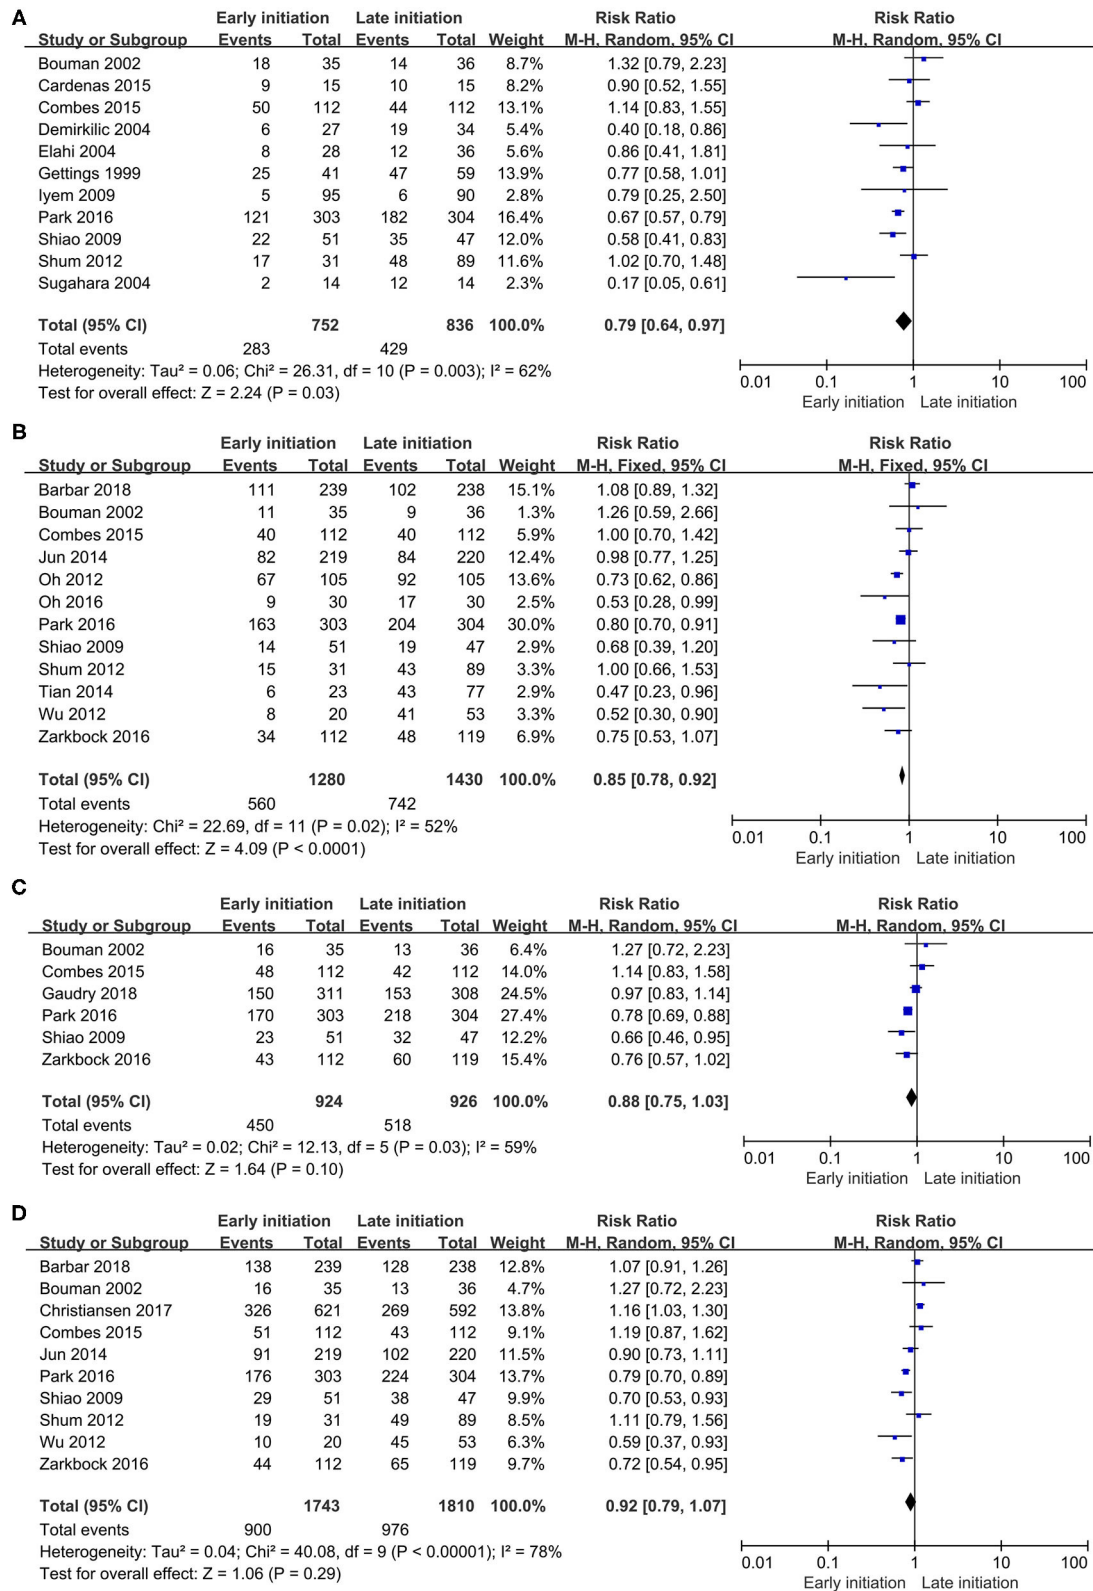 A
Early initiation Late initiation Risk Ratio Risk Ratio
Study or Subgroup Events Total Events Total Weight M-H, Random, 95% CI M-H, Random, 95% CI
Bouman 2002 18 35 14 36 8.7% 1.32 [0.79, 2.23]
Cardenas 2015 9 15 10 15 8.2% 0.90 [0.52, 1.55]
Combes 2015 50 112 44 112 13.1% 1.14 [0.83, 1.55]
Demirkilic 2004 6 27 19 34 5.4% 0.40 [0.18, 0.86]
Elahi 2004 8 28 12 36 5.6% 0.86 [0.41, 1.81]
Gettings 1999 25 41 47 59 13.9% 0.77 [0.58, 1.01]
Iyem 2009 5 95 6 90 2.8% 0.79 [0.25, 2.50]
Park 2016 121 303 182 304 16.4% 0.67 [0.57, 0.79]
Shiao 2009 22 51 35 47 12.0% 0.58 [0.41, 0.83]
Shum 2012 17 31 48 89 11.6% 1.02 [0.70, 1.48]
Sugahara 2004 2 14 12 14 2.3% 0.17 [0.05, 0.61]
Total (95% CI) 752 836 100.0% 0.79 [0.64, 0.97]
Total events 283 429
Heterogeneity: Tau² = 0.06; Chi² = 26.31, df = 10 (P = 0.003); I² = 62%
Test for overall effect: Z = 2.24 (P = 0.03)
0.01 0.1 1 10 100
Early initiation Late initiation
B
Early initiation Late initiation Risk Ratio Risk Ratio
Study or Subgroup Events Total Events Total Weight M-H, Fixed, 95% CI M-H, Fixed, 95% CI
Barbar 2018 111 239 102 238 15.1% 1.08 [0.89, 1.32]
Bouman 2002 11 35 9 36 1.3% 1.26 [0.59, 2.66]
Combes 2015 40 112 40 112 5.9% 1.00 [0.70, 1.42]
Jun 2014 82 219 84 220 12.4% 0.98 [0.77, 1.25]
Oh 2012 67 105 92 105 13.6% 0.73 [0.62, 0.86]
Oh 2016 9 30 17 30 2.5% 0.53 [0.28, 0.99]
Park 2016 163 303 204 304 30.0% 0.80 [0.70, 0.91]
Shiao 2009 14 51 19 47 2.9% 0.68 [0.39, 1.20]
Shum 2012 15 31 43 89 3.3% 1.00 [0.66, 1.53]
Tian 2014 6 23 43 77 2.9% 0.47 [0.23, 0.96]
Wu 2012 8 20 41 53 3.3% 0.52 [0.30, 0.90]
Zarkbock 2016 34 112 48 119 6.9% 0.75 [0.53, 1.07]
Total (95% CI) 1280 1430 100.0% 0.85 [0.78, 0.92]
Total events 560 742
Heterogeneity: Chi² = 22.69, df = 11 (P = 0.02); I² = 52%
Test for overall effect: Z = 4.09 (P < 0.0001)
0.01 0.1 1 10 100
Early initiation Late initiation
C
Early initiation Late initiation Risk Ratio Risk Ratio
Study or Subgroup Events Total Events Total Weight M-H, Random, 95% CI M-H, Random, 95% CI
Bouman 2002 16 35 13 36 6.4% 1.27 [0.72, 2.23]
Combes 2015 48 112 42 112 14.0% 1.14 [0.83, 1.58]
Gaudry 2018 150 311 153 308 24.5% 0.97 [0.83, 1.14]
Park 2016 170 303 218 304 27.4% 0.78 [0.69, 0.88]
Shiao 2009 23 51 32 47 12.2% 0.66 [0.46, 0.95]
Zarkbock 2016 43 112 60 119 15.4% 0.76 [0.57, 1.02]
Total (95% CI) 924 926 100.0% 0.88 [0.75, 1.03]
Total events 450 518
Heterogeneity: Tau² = 0.02; Chi² = 12.13, df = 5 (P = 0.03); I² = 59%
Test for overall effect: Z = 1.64 (P = 0.10)
0.01 0.1 1 10 100
Early initiation Late initiation
D
Early initiation Late initiation Risk Ratio Risk Ratio
Study or Subgroup Events Total Events Total Weight M-H, Random, 95% CI M-H, Random, 95% CI
Barbar 2018 138 239 128 238 12.8% 1.07 [0.91, 1.26]
Bouman 2002 16 35 13 36 4.7% 1.27 [0.72, 2.23]
Christiansen 2017 326 621 269 592 13.8% 1.16 [1.03, 1.30]
Combes 2015 51 112 43 112 9.1% 1.19 [0.87, 1.62]
Jun 2014 91 219 102 220 11.5% 0.90 [0.73, 1.11]
Park 2016 176 303 224 304 13.7% 0.79 [0.70, 0.89]
Shiao 2009 29 51 38 47 9.9% 0.70 [0.53, 0.93]
Shum 2012 19 31 49 89 8.5% 1.11 [0.79, 1.56]
Wu 2012 10 20 45 53 6.3% 0.59 [0.37, 0.93]
Zarkbock 2016 44 112 65 119 9.7% 0.72 [0.54, 0.95]
Total (95% CI) 1743 1810 100.0% 0.92 [0.79, 1.07]
Total events 900 976
Heterogeneity: Tau² = 0.04; Chi² = 40.08, df = 9 (P < 0.00001); I² = 78%
Test for overall effect: Z = 1.06 (P = 0.29)
0.01 0.1 1 10 100
Early initiation Late initiation